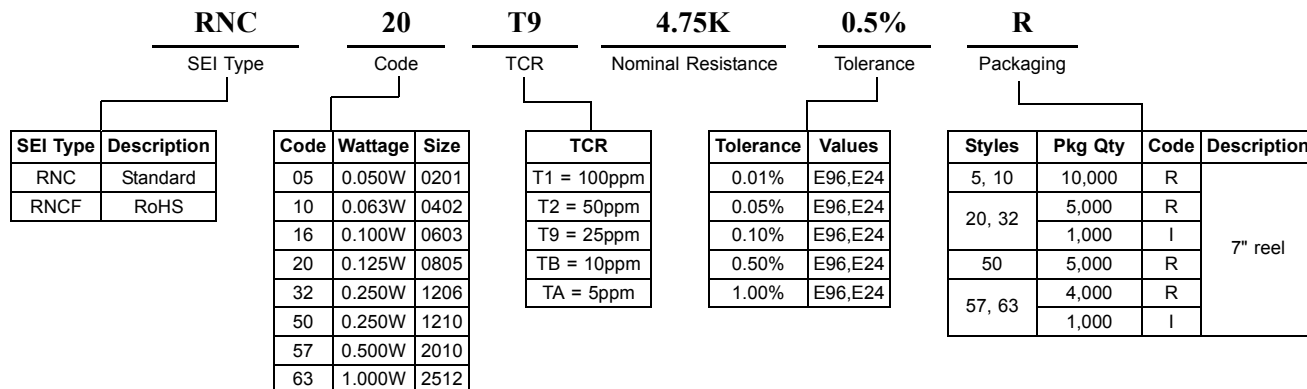 RNC 20 T9 4.75K 0.5% R
SEI Type Code TCR Nominal Resistance Tolerance Packaging
SEI Type Description
RNC Standard
RNCF RoHS
Code Wattage Size
05 0.050W 0201
10 0.063W 0402
16 0.100W 0603
20 0.125W 0805
32 0.250W 1206
50 0.250W 1210
57 0.500W 2010
63 1.000W 2512
TCR
T1 = 100ppm
T2 = 50ppm
T9 = 25ppm
TB = 10ppm
TA = 5ppm
Tolerance Values
0.01% E96,E24
0.05% E96,E24
0.10% E96,E24
0.50% E96,E24
1.00% E96,E24
Styles Pkg Qty Code Description
5, 10 10,000 R
20, 32 5,000 R
1,000 I
7" reel
50 5,000 R
57, 63 4,000 R
1,000 I